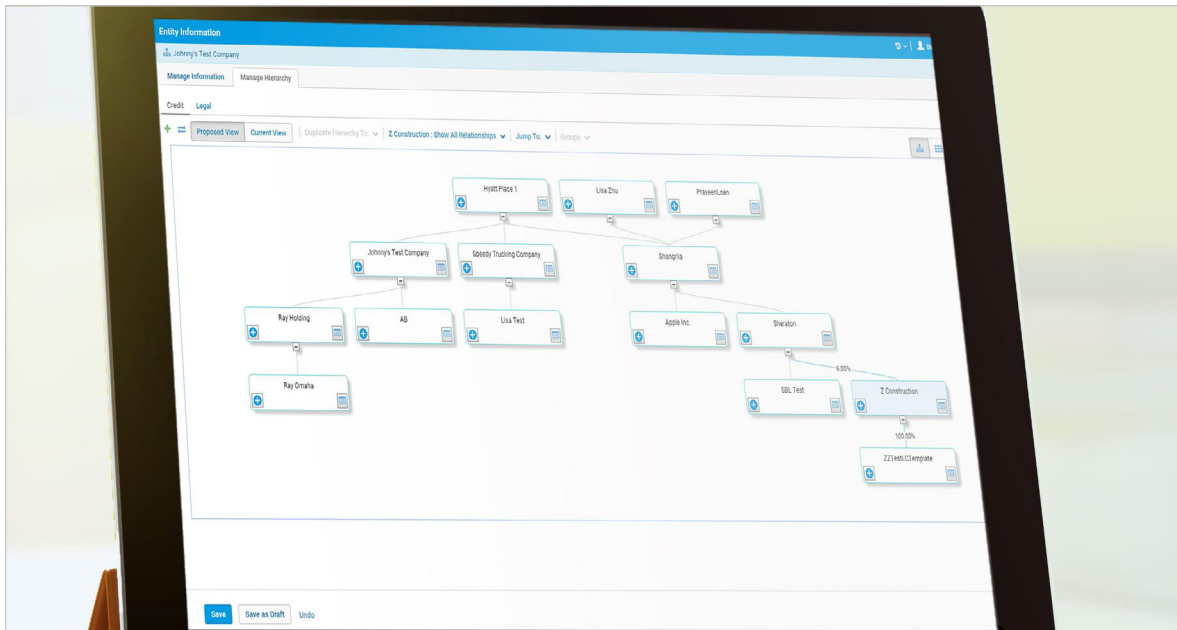 Entity Information
Johnny's Test Company
Manage Information Manage Hierarchy
Credit Legal
Proposed View Current View Duplicate Hierarchy To: Z Construction : Show All Relationships Jump To: Groups
Hyatt Place 1 Lisa Zhu PraveenLoan
Johnny's Test Company Speedy Trucking Company Shangrila
Ray Holding AB Lisa Test Apple Inc. Sheraton
6.00%
Ray Omaha SBL Test Z Construction
100.00%
ZZTestLCTemplate
Save Save as Draft Undo